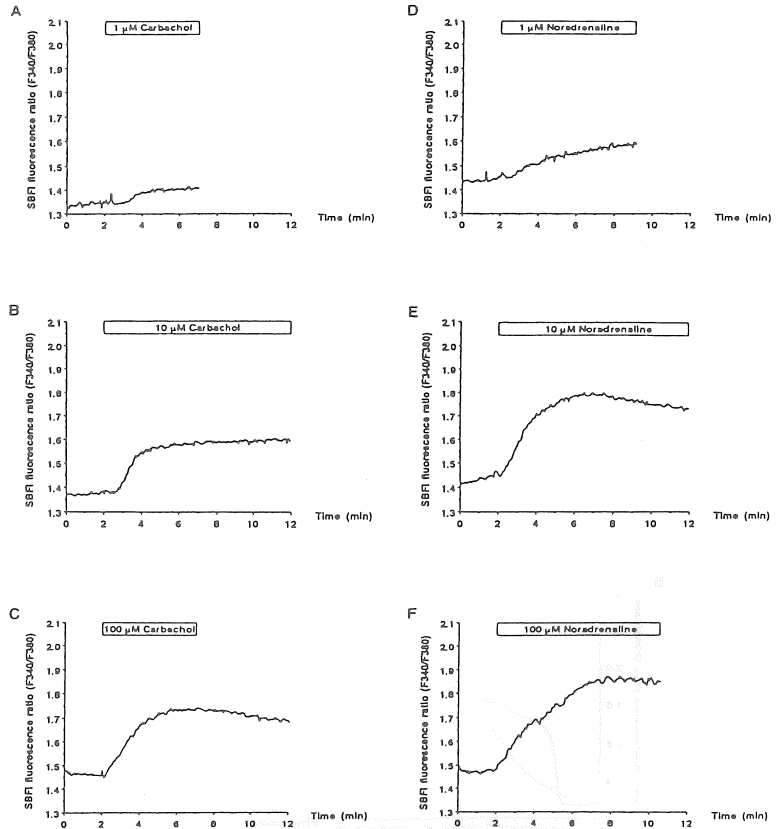 A
SBFI fluorescence ratio (F340/F380)
2.1
2.0
1.9
1.8
1.7
1.6
1.5
1.4
1.3
1 µM Carbachol
0 2 4 6 8 10 12
Time (min)
D
SBFI fluorescence ratio (F340/F380)
2.1
2.0
1.9
1.8
1.7
1.6
1.5
1.4
1.3
1 µM Noradrenaline
0 2 4 6 8 10 12
Time (min)
B
SBFI fluorescence ratio (F340/F380)
2.1
2.0
1.9
1.8
1.7
1.6
1.5
1.4
1.3
10 µM Carbachol
0 2 4 6 8 10 12
Time (min)
E
SBFI fluorescence ratio (F340/F380)
2.1
2.0
1.9
1.8
1.7
1.6
1.5
1.4
1.3
10 µM Noradrenaline
0 2 4 6 8 10 12
Time (min)
C
SBFI fluorescence ratio (F340/F380)
2.1
2.0
1.9
1.8
1.7
1.6
1.5
1.4
1.3
100 µM Carbachol
0 2 4 6 8 10 12
Time (min)
F
SBFI fluorescence ratio (F340/F380)
2.1
2.0
1.9
1.8
1.7
1.6
1.5
1.4
1.3
100 µM Noradrenaline
0 2 4 6 8 10 12
Time (min)